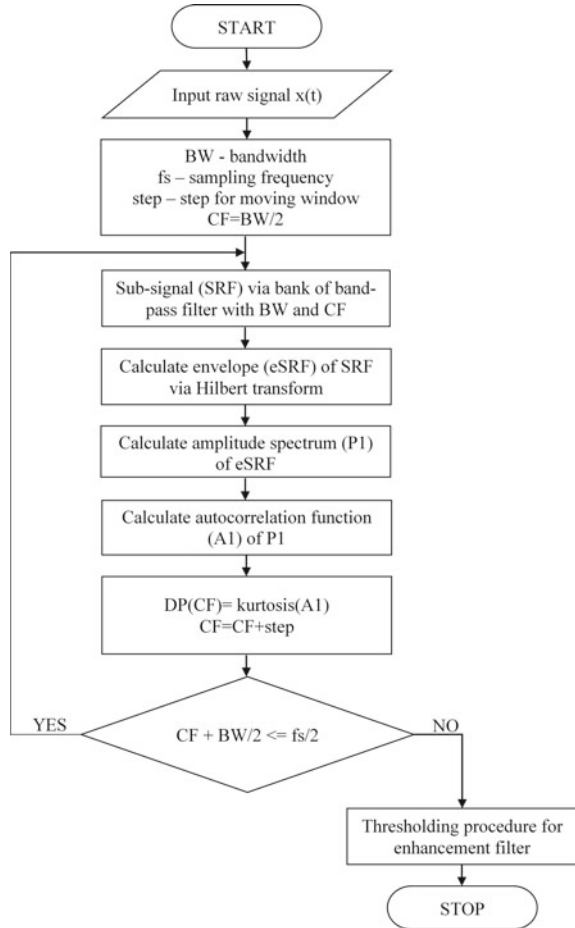 START
Input raw signal x(t)
BW - bandwidth
fs – sampling frequency
step – step for moving window
CF=BW/2
Sub-signal (SRF) via bank of band-
pass filter with BW and CF
Calculate envelope (eSRF) of SRF
via Hilbert transform
Calculate amplitude spectrum (P1)
of eSRF
Calculate autocorrelation function
(A1) of P1
DP(CF)= kurtosis(A1)
CF=CF+step
YES
CF + BW/2 <= fs/2
NO
Thresholding procedure for
enhancement filter
STOP